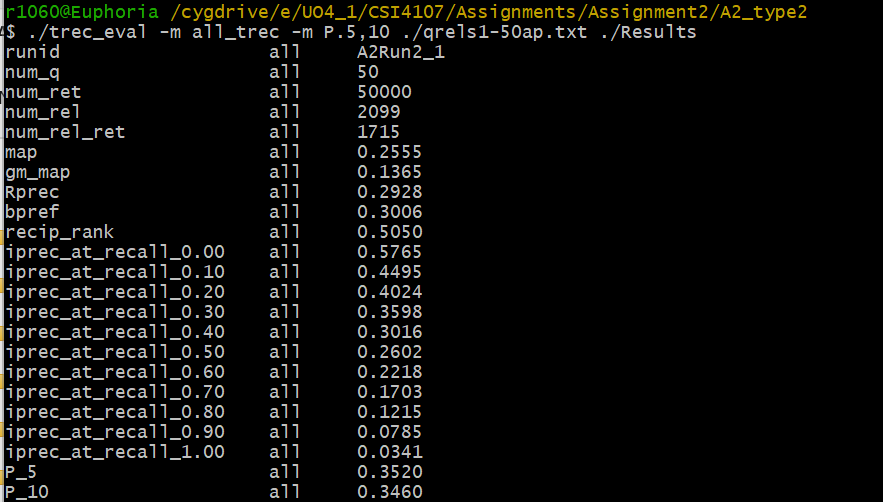 r1060@Euphoria /cygdrive/e/UO4_1/CSI4107/Assignments/Assignment2/A2_type2
$ ./trec_eval -m all_trec -m P.5,10 ./qrels1-50ap.txt ./Results
runid all A2Run2_1
num_q all 50
num_ret all 50000
num_rel all 2099
num_rel_ret all 1715
map all 0.2555
gm_map all 0.1365
Rprec all 0.2928
bpref all 0.3006
recip_rank all 0.5050
iprec_at_recall_0.00 all 0.5765
iprec_at_recall_0.10 all 0.4495
iprec_at_recall_0.20 all 0.4024
iprec_at_recall_0.30 all 0.3598
iprec_at_recall_0.40 all 0.3016
iprec_at_recall_0.50 all 0.2602
iprec_at_recall_0.60 all 0.2218
iprec_at_recall_0.70 all 0.1703
iprec_at_recall_0.80 all 0.1215
iprec_at_recall_0.90 all 0.0785
iprec_at_recall_1.00 all 0.0341
P_5 all 0.3520
P_10 all 0.3460